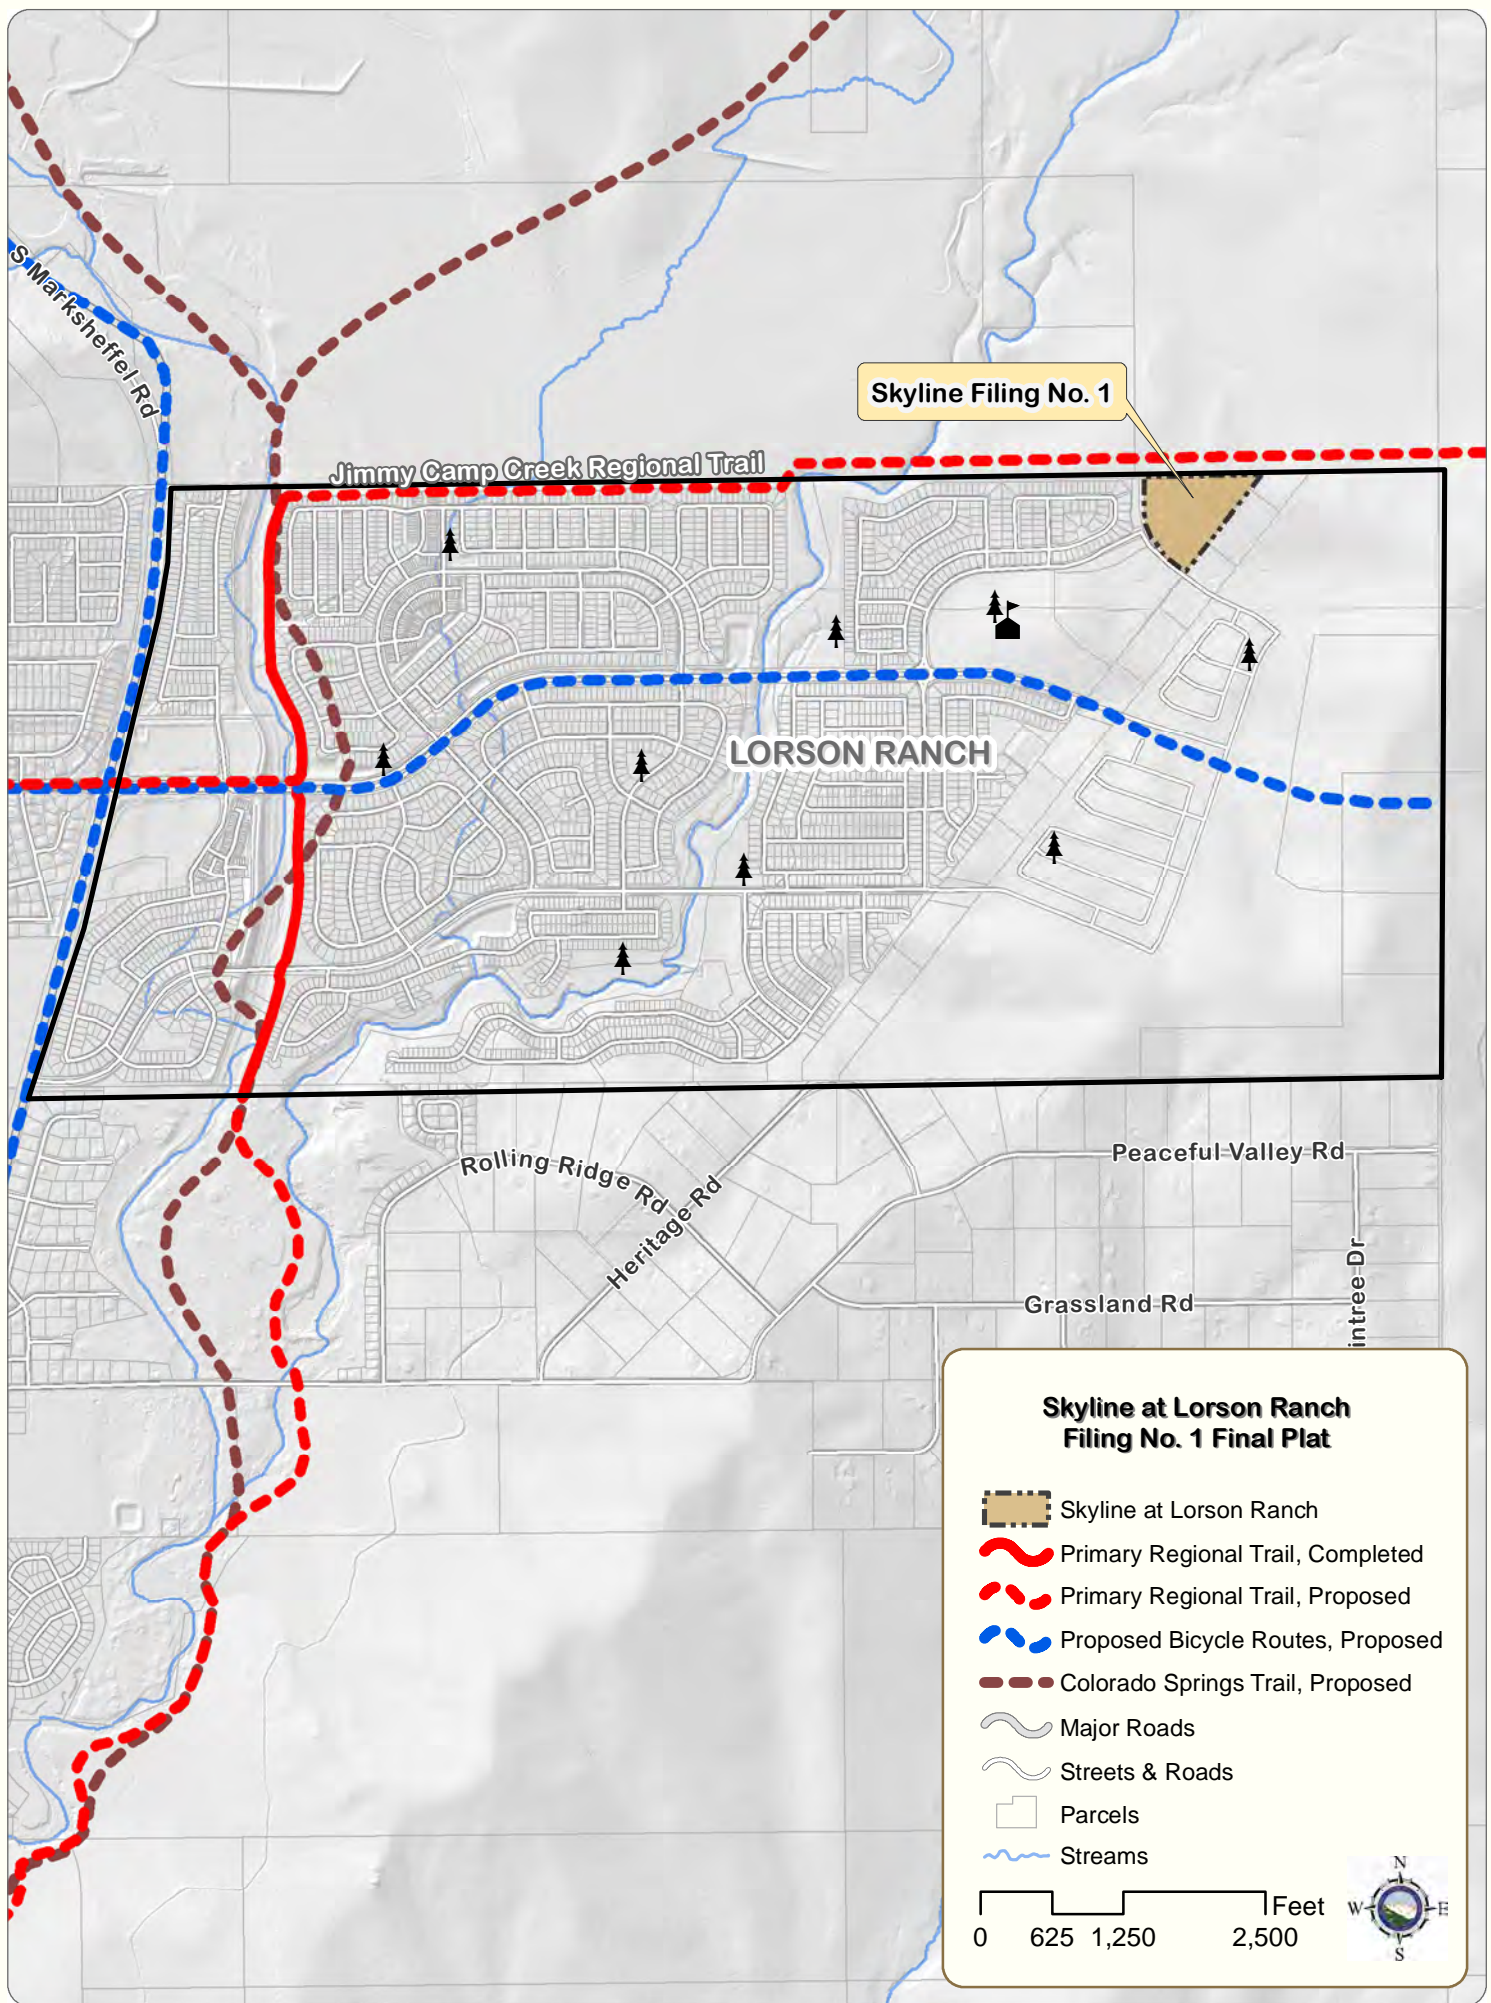 S Marksheffel Rd
Skyline Filing No. 1
Jimmy Camp Creek Regional Trail
LORSON RANCH
Peaceful Valley Rd
Rolling Ridge Rd
Heritage Rd
Grassland Rd
intree Dr
Skyline at Lorson Ranch
Filing No. 1 Final Plat
Skyline at Lorson Ranch
Primary Regional Trail, Completed
Primary Regional Trail, Proposed
Proposed Bicycle Routes, Proposed
Colorado Springs Trail, Proposed
Major Roads
Streets & Roads
Parcels
Streams
Feet
0 625 1,250 2,500
N
W E
S